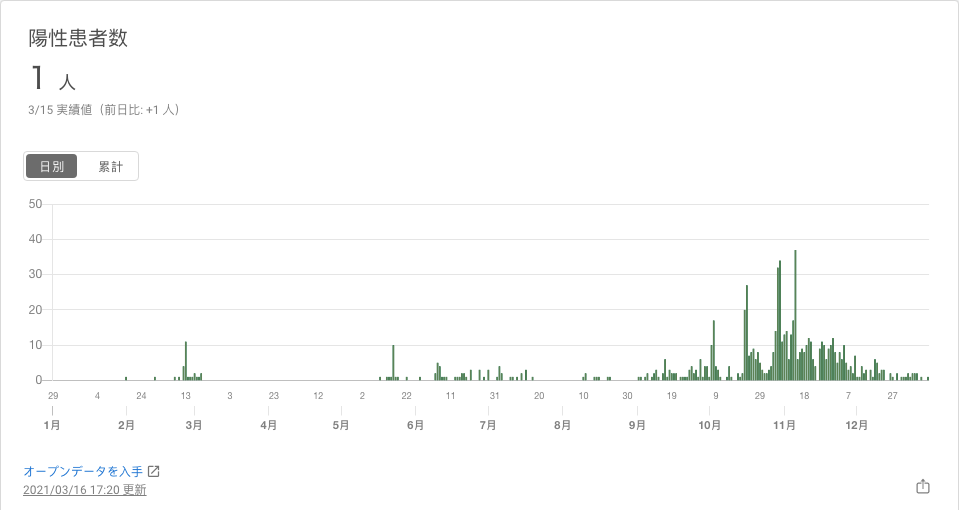 陽性患者数
1 人
3/15 実績値（前日比: +1 人）
日別 累計
50
40
30
20
10
0
29 4 24 13 3 23 12 2 22 11 31 20 10 30 19 9 29 18 7 27
1月 2月 3月 4月 5月 6月 7月 8月 9月 10月 11月 12月
オープンデータを入手
2021/03/16 17:20 更新